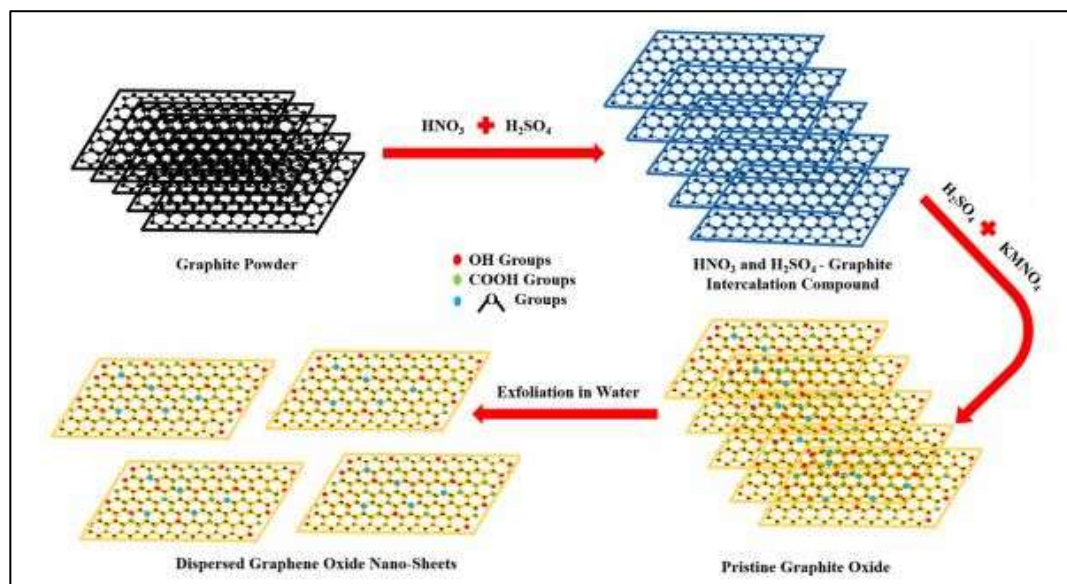 HNO₃ + H₂SO₄
Graphite Powder
HNO₃ and H₂SO₄ - Graphite
Intercalation Compound
H₂SO₄ + KMNO₄
OH Groups
COOH Groups
O Groups
Exfoliation in Water
Dispersed Graphene Oxide Nano-Sheets
Pristine Graphite Oxide